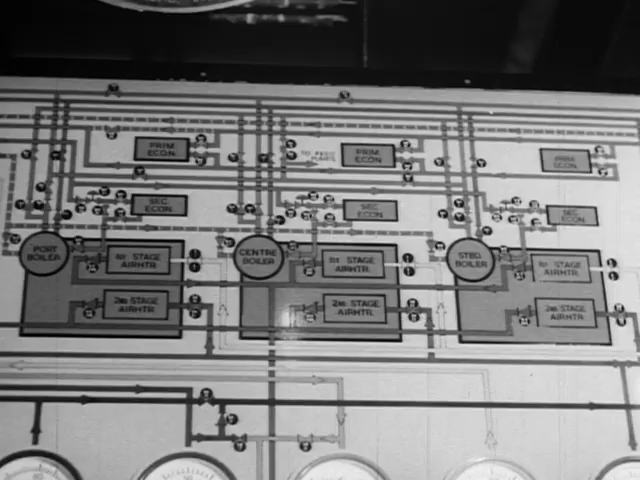 PRIM.
ECON.
PRIM.
ECON.
PRIM.
ECON.
SEC.
ECON.
SEC.
ECON.
SEC.
ECON.
PORT
BOILER
CENTRE
BOILER
STBD
BOILER
1ST STAGE
AIRHTR.
1ST STAGE
AIRHTR.
1ST STAGE
AIRHTR.
2ND STAGE
AIRHTR.
2ND STAGE
AIRHTR.
2ND STAGE
AIRHTR.